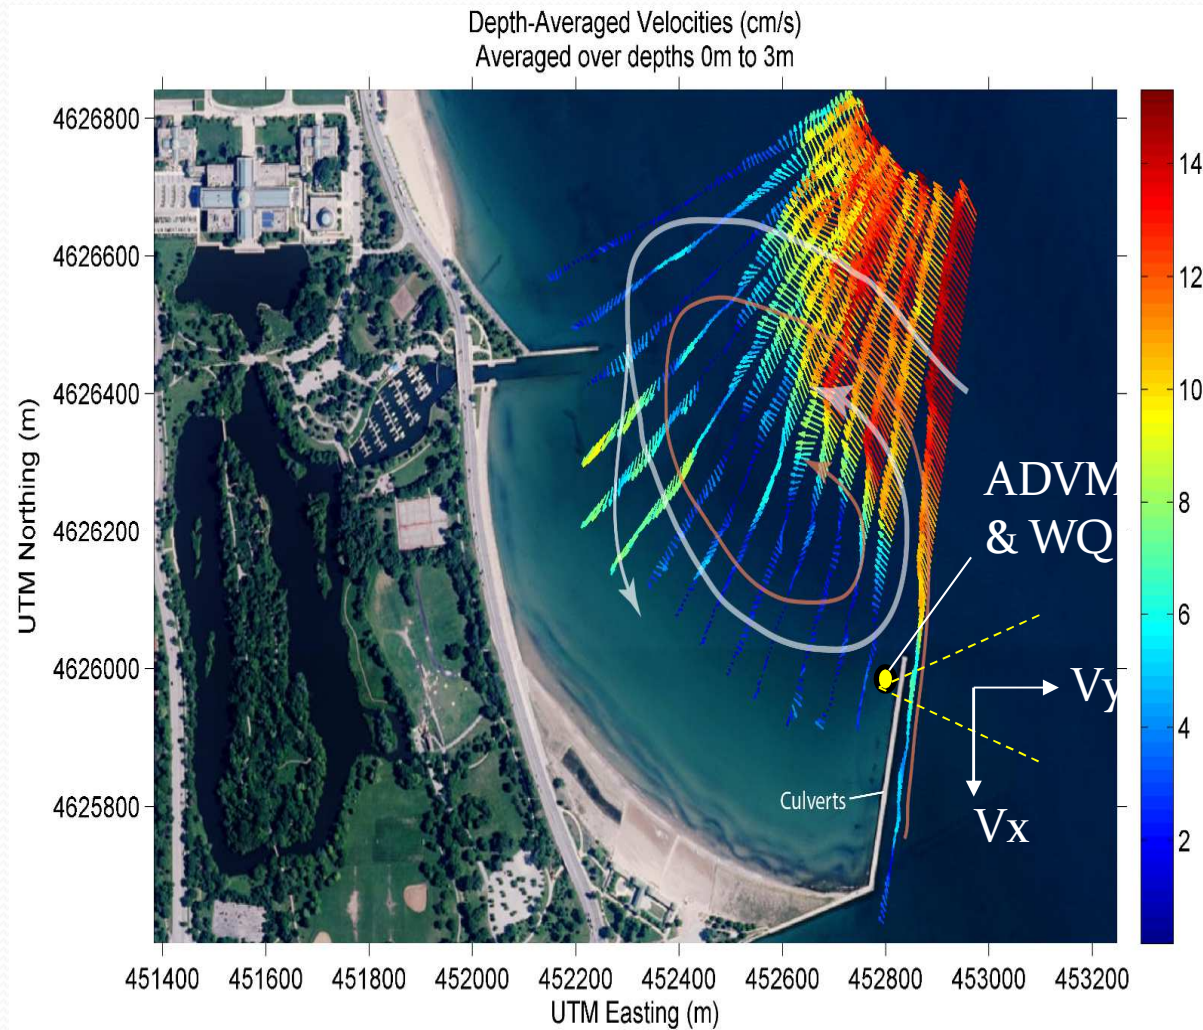 Depth-Averaged Velocities (cm/s)
Averaged over depths 0m to 3m
UTM Northing (m)
4626800
4626600
4626400
4626200
4626000
4625800
ADVM
& WQ
Vy
Vx
Culverts
14
12
10
8
6
4
2
451400 451600 451800 452000 452200 452400 452600 452800 453000 453200
UTM Easting (m)